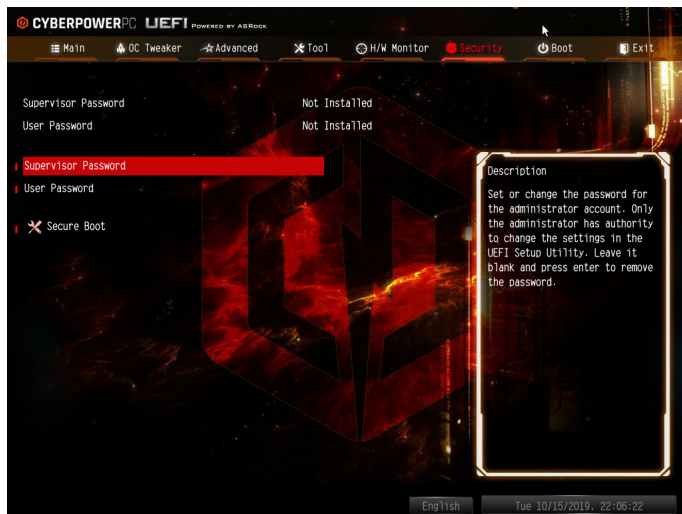 CYBERPOWERPC UEFI POWERED BY ASROCK
Main OC Tweaker Advanced Tool H/W Monitor Security Boot Exit
Supervisor Password Not Installed
User Password Not Installed
Supervisor Password
User Password
Secure Boot
Description
Set or change the password for
the administrator account. Only
the administrator has authority
to change the settings in the
UEFI Setup Utility. Leave it
blank and press enter to remove
the password.
English Tue 10/15/2019. 22:06:22